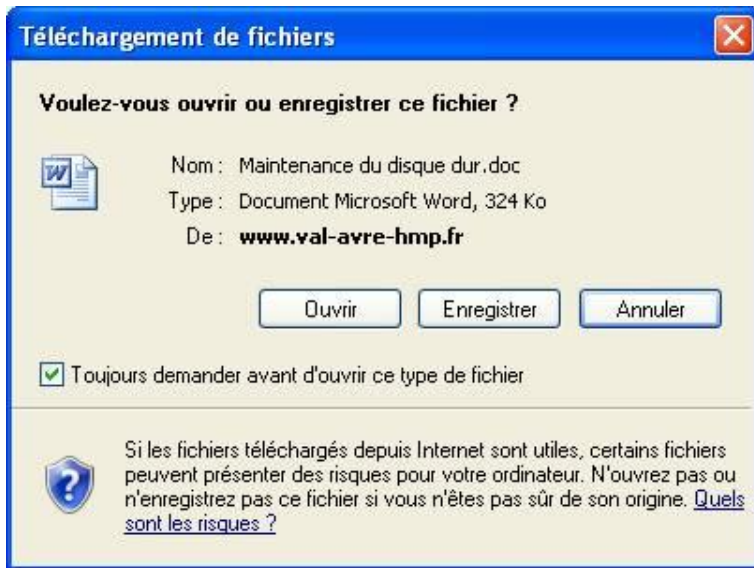 Téléchargement de fichiers
Voulez-vous ouvrir ou enregistrer ce fichier ?
Nom : Maintenance du disque dur.doc
Type : Document Microsoft Word, 324 Ko
De : www.val-avre-hmp.fr
Ouvrir Enregistrer Annuler
Toujours demander avant d'ouvrir ce type de fichier
Si les fichiers téléchargés depuis Internet sont utiles, certains fichiers
peuvent présenter des risques pour votre ordinateur. N'ouvrez pas ou
n'enregistrez pas ce fichier si vous n'êtes pas sûr de son origine. Quels
sont les risques ?